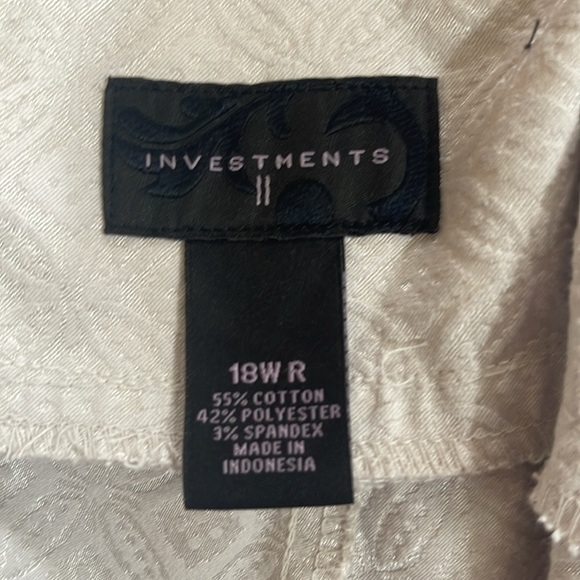 INVESTMENTS
II
18W R
55% COTTON
42% POLYESTER
3% SPANDEX
MADE IN
INDONESIA